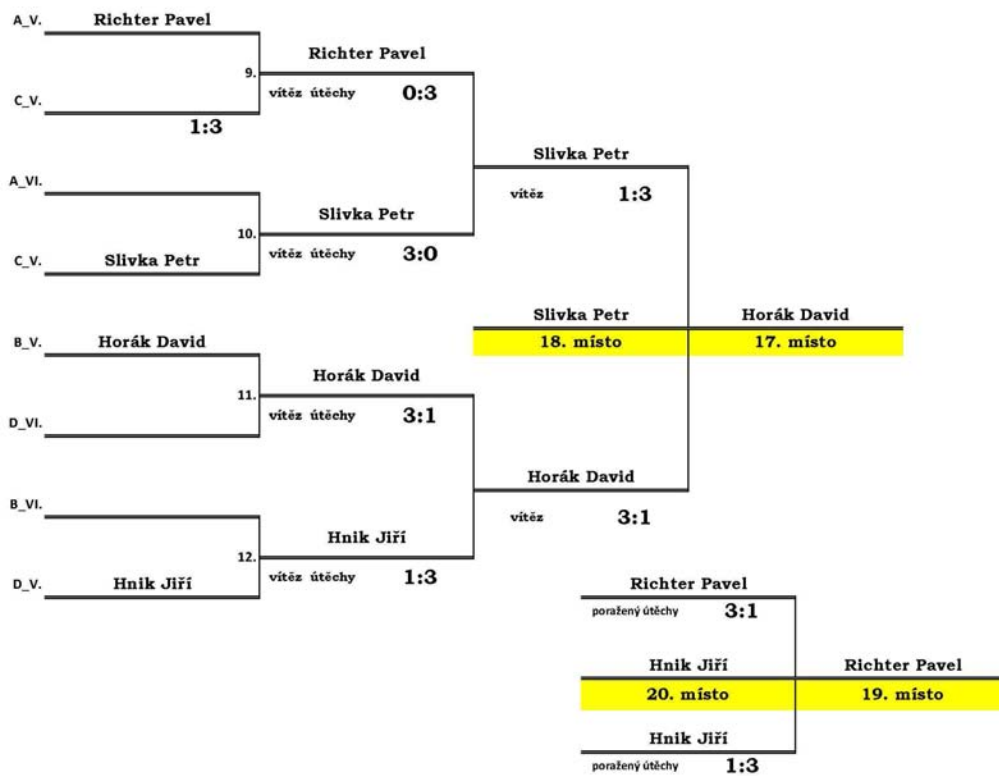 A_V. Richter Pavel
9. Richter Pavel
vítěz útěchy 0:3
C_V.
1:3
Slivka Petr
vítěz 1:3
A_VI.
10. Slivka Petr
vítěz útěchy 3:0
C_V. Slivka Petr
Slivka Petr Horák David
18. místo 17. místo
B_V. Horák David
11. Horák David
vítěz útěchy 3:1
D_VI.
Horák David
vítěz 3:1
B_VI.
12. Hnik Jiří
vítěz útěchy 1:3
D_V. Hnik Jiří
Richter Pavel
poražený útěchy 3:1
Hnik Jiří Richter Pavel
20. místo 19. místo
Hnik Jiří
poražený útěchy 1:3